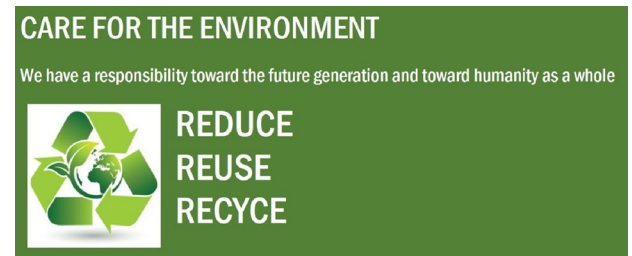 CARE FOR THE ENVIRONMENT
We have a responsibility toward the future generation and toward humanity as a whole
REDUCE
REUSE
RECYCE